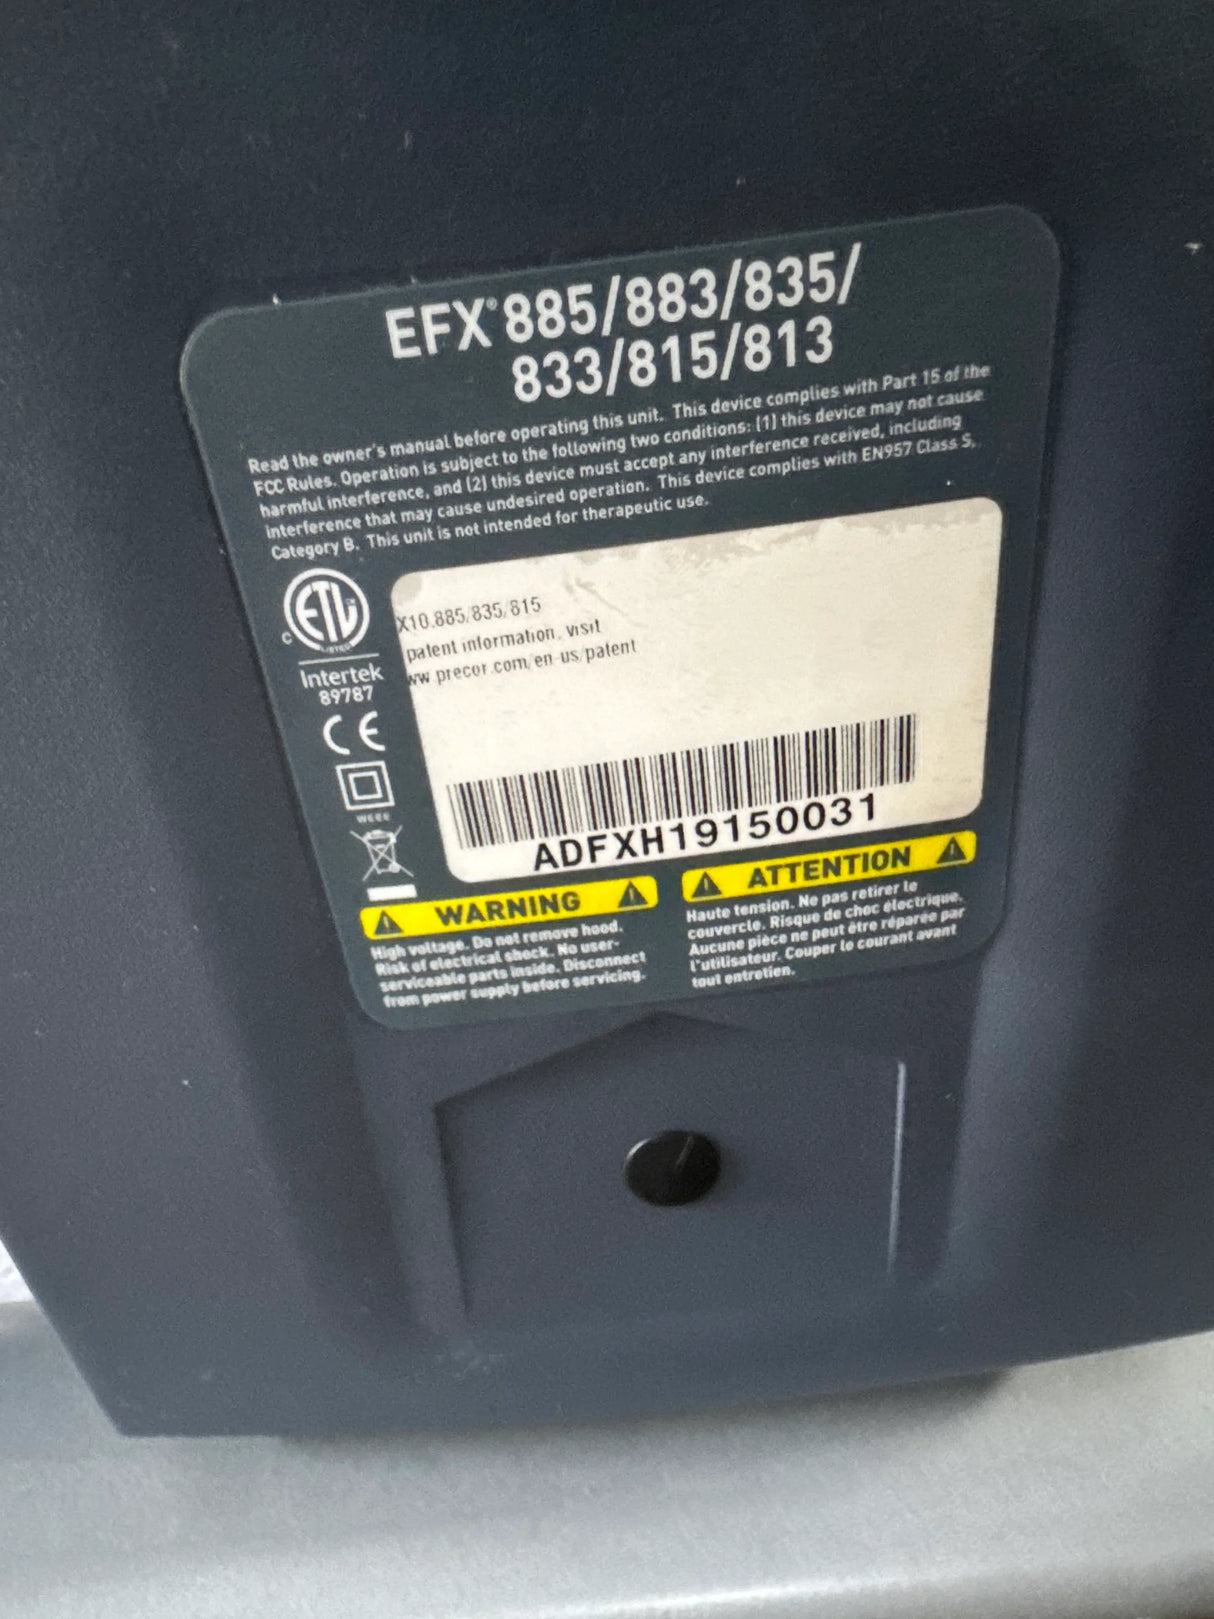 EFX® 885/883/835/
833/815/813
Read the owner's manual before operating this unit. This device complies with Part 15 of the
FCC Rules. Operation is subject to the following two conditions: (1) this device may not cause
harmful interference, and (2) this device must accept any interference received, including
interference that may cause undesired operation. This device complies with EN957 Class S,
Category B. This unit is not intended for therapeutic use.
C ETL
LISTED
Intertek
89787
CE
WEEE
X10,885/835/815
patent information, visit
ww.precor.com/en-us/patent
ADFXH19150031
WARNING
High voltage. Do not remove hood.
Risk of electrical shock. No user-
serviceable parts inside. Disconnect
from power supply before servicing.
ATTENTION
Haute tension. Ne pas retirer le
couvercle. Risque de choc électrique.
Aucune pièce ne peut être réparée par
l'utilisateur. Couper le courant avant
tout entretien.